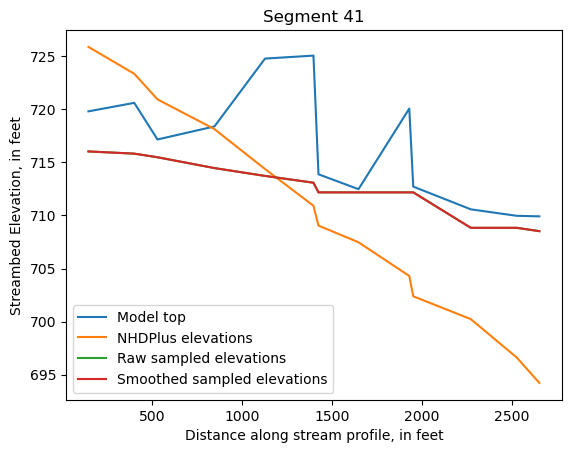 Segment 41
Streambed Elevation, in feet
725
720
715
710
705
700
695
Model top
NHDPlus elevations
Raw sampled elevations
Smoothed sampled elevations
500
1000
1500
2000
2500
Distance along stream profile, in feet